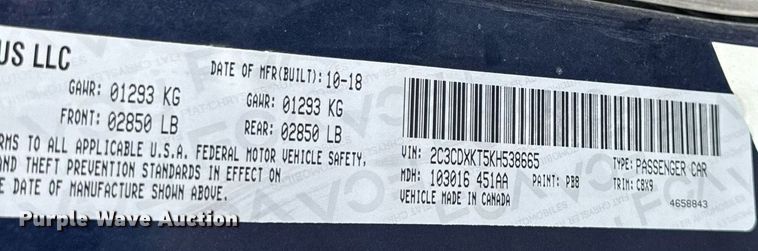 US LLC
DATE OF MFR(BUILT): 10-18
GAWR: 01293 KG
GAWR: 01293 KG
FRONT: 02850 LB
REAR: 02850 LB
RMS TO ALL APPLICABLE U.S.A. FEDERAL MOTOR VEHICLE SAFETY,
AND THEFT PREVENTION STANDARDS IN EFFECT ON
E DATE OF MANUFACTURE SHOWN ABOVE.
VIN: 2C3CDXKT5KH538665
TYPE: PASSENGER CAR
MDH: 103016 451AA
PAINT: PB8
TRIM: C8X9
VEHICLE MADE IN CANADA
4658843
Purple Wave Auction